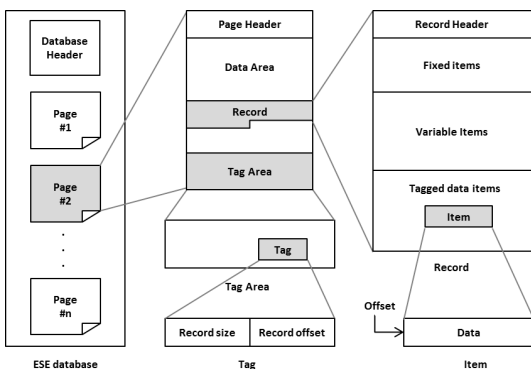 Database
Header
Page
#1
Page
#2
.
.
.
Page
#n
ESE database
Page Header
Data Area
Record
Tag Area
Tag
Tag Area
Record size Record offset
Tag
Record Header
Fixed items
Variable Items
Tagged data items
Item
Record
Offset
Data
Item